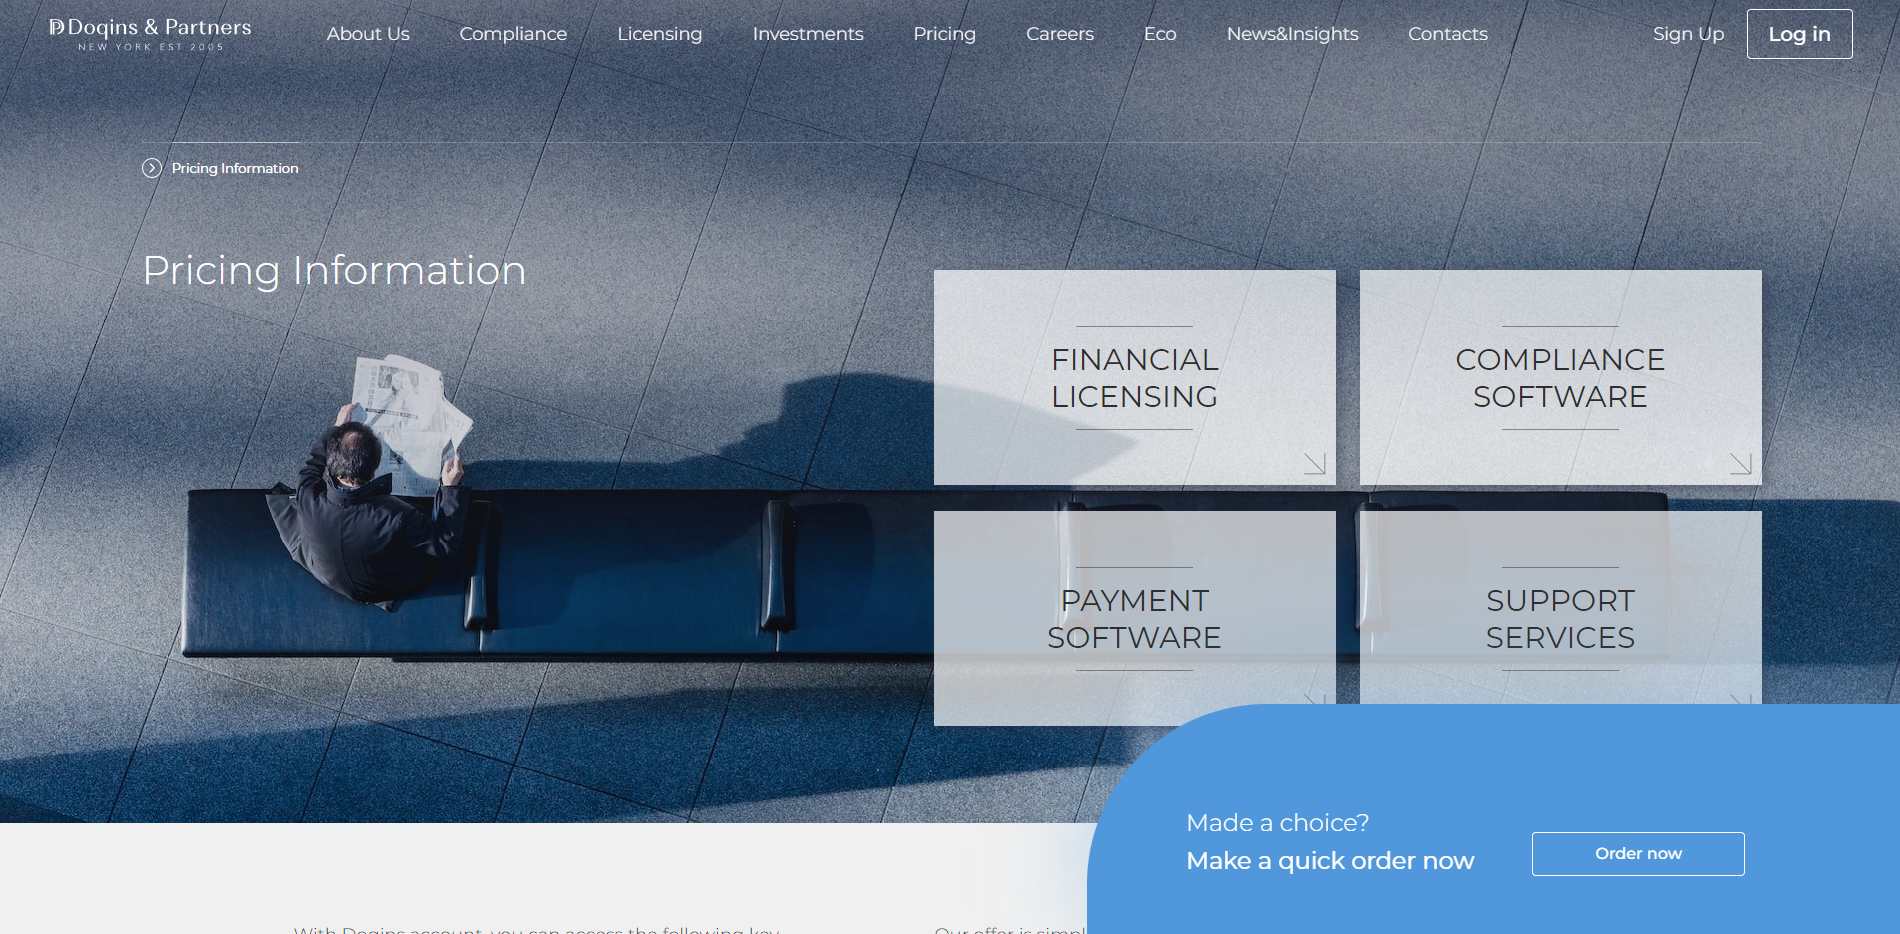 Doqins & Partners
NEW YORK EST 2005
About Us
Compliance
Licensing
Investments
Pricing
Careers
Eco
News&Insights
Contacts
Sign Up
Log in
Pricing Information
Pricing Information
FINANCIAL
LICENSING
COMPLIANCE
SOFTWARE
PAYMENT
SOFTWARE
SUPPORT
SERVICES
Made a choice?
Make a quick order now
Order now
With Doqins account, you can access the following key
Our offer is simpl